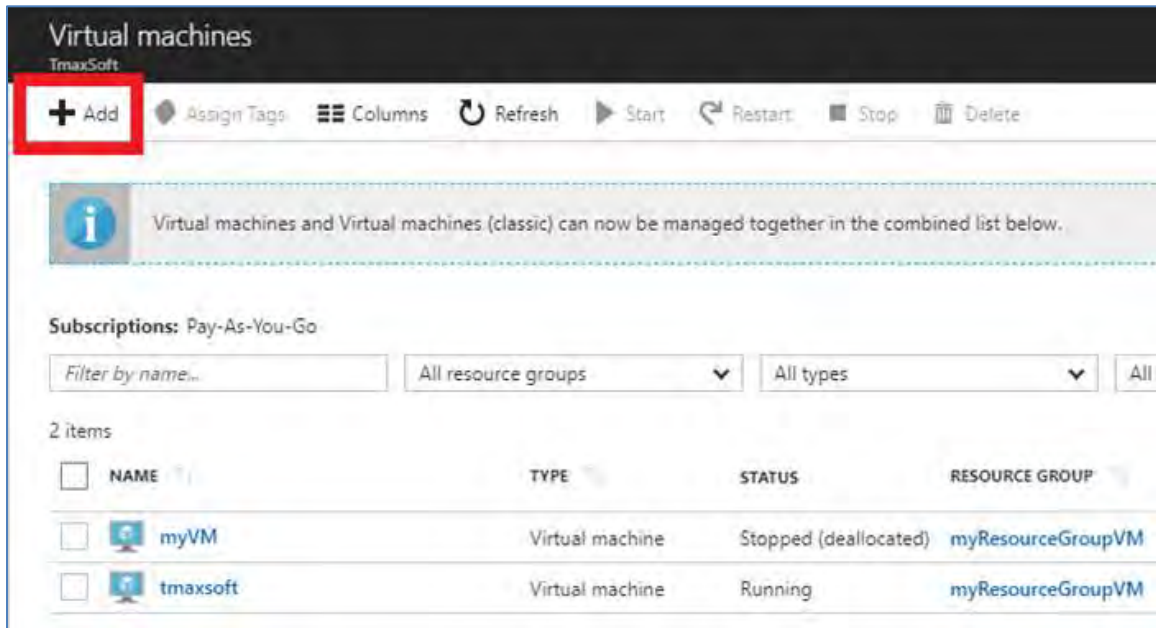 Virtual machines
TmaxSoft
Add Assign Tags Columns Refresh Start Restart Stop Delete
Virtual machines and Virtual machines (classic) can now be managed together in the combined list below.
Subscriptions: Pay-As-You-Go
Filter by name... All resource groups All types All
2 items
NAME TYPE STATUS RESOURCE GROUP
myVM Virtual machine Stopped (deallocated) myResourceGroupVM
tmaxsoft Virtual machine Running myResourceGroupVM